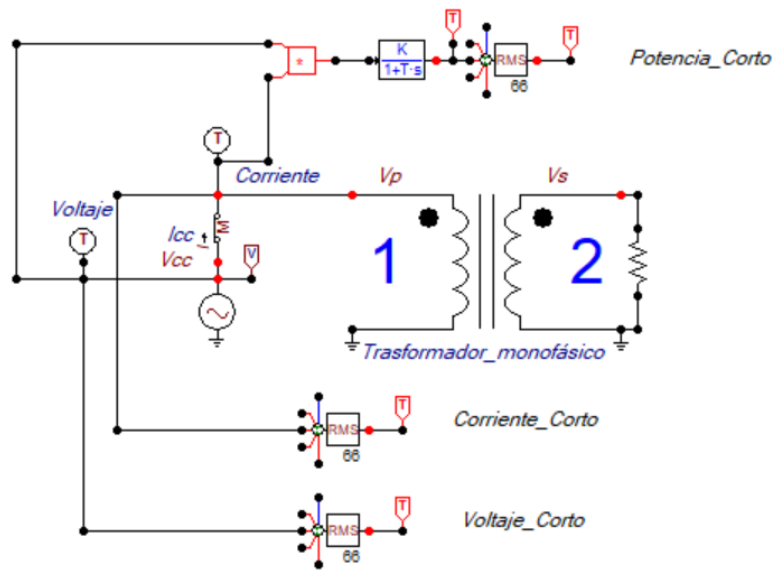 T
T
K
1+T·s
*
RMS
66
Potencia_Corto
T
Corriente
Vp
Vs
Voltaje
T
Icc
M
I
Vcc
V
1
2
Trasformador_monofásico
T
RMS
66
Corriente_Corto
T
RMS
66
Voltaje_Corto